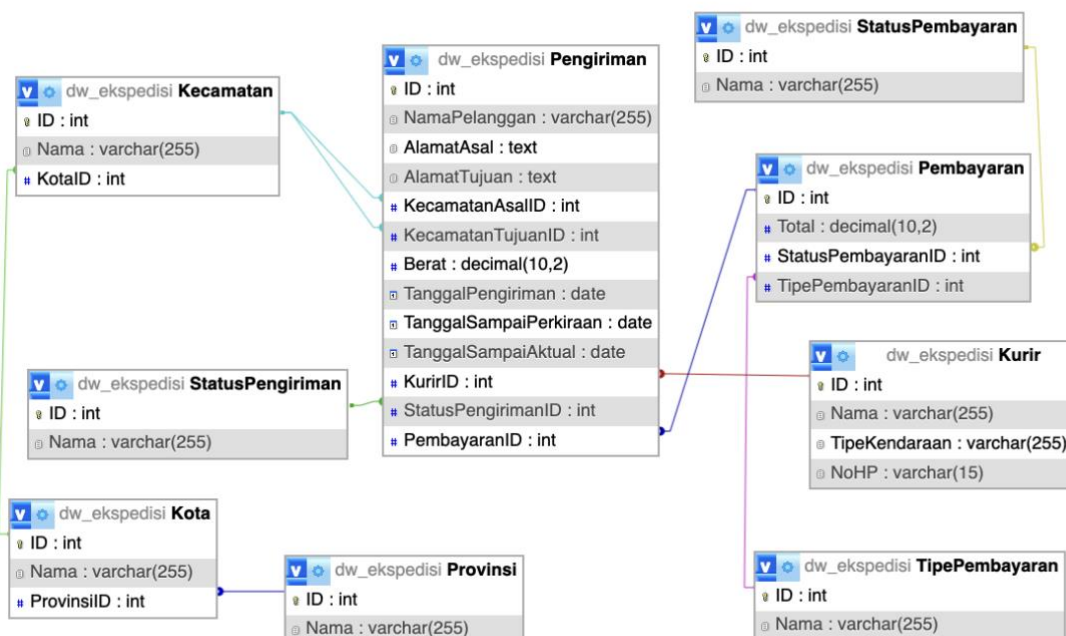 dw_ekspedisi Kecamatan
ID : int
Nama : varchar(255)
KotaID : int
dw_ekspedisi Pengiriman
ID : int
NamaPelanggan : varchar(255)
AlamatAsal : text
AlamatTujuan : text
# KecamatanAsalID : int
# KecamatanTujuanID : int
# Berat : decimal(10,2)
TanggalPengiriman : date
TanggalSampaiPerkiraan : date
TanggalSampaiAktual : date
# KurirID : int
# StatusPengirimanID : int
# PembayaranID : int
dw_ekspedisi StatusPembayaran
ID : int
Nama : varchar(255)
dw_ekspedisi Pembayaran
ID : int
# Total : decimal(10,2)
# StatusPembayaranID : int
# TipePembayaranID : int
dw_ekspedisi Kurir
ID : int
Nama : varchar(255)
TipeKendaraan : varchar(255)
NoHP : varchar(15)
dw_ekspedisi StatusPengiriman
ID : int
Nama : varchar(255)
dw_ekspedisi Kota
ID : int
Nama : varchar(255)
# ProvinsiID : int
dw_ekspedisi Provinsi
ID : int
Nama : varchar(255)
dw_ekspedisi TipePembayaran
ID : int
Nama : varchar(255)